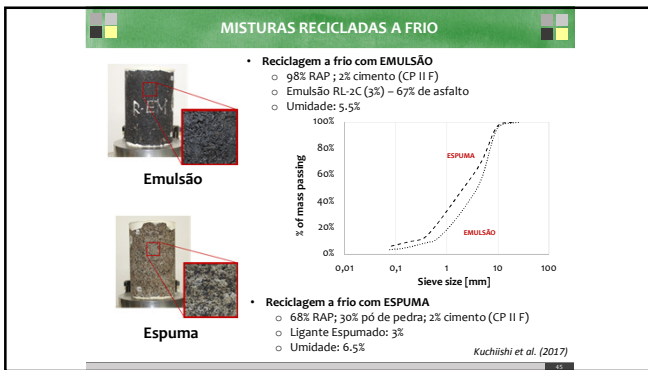 MISTURAS RECICLADAS A FRIO
• Reciclagem a frio com EMULSÃO
o 98% RAP ; 2% cimento (CP II F)
o Emulsão RL-2C (3%) – 67% de asfalto
o Umidade: 5.5%
R-EM
Emulsão
100%
80%
60%
40%
20%
0%
% of mass passing
ESPUMA
EMULSÃO
0,01 0,1 1 10 100
Sieve size [mm]
Espuma
• Reciclagem a frio com ESPUMA
o 68% RAP; 30% pó de pedra; 2% cimento (CP II F)
o Ligante Espumado: 3%
o Umidade: 6.5%
Kuchiishi et al. (2017)
45